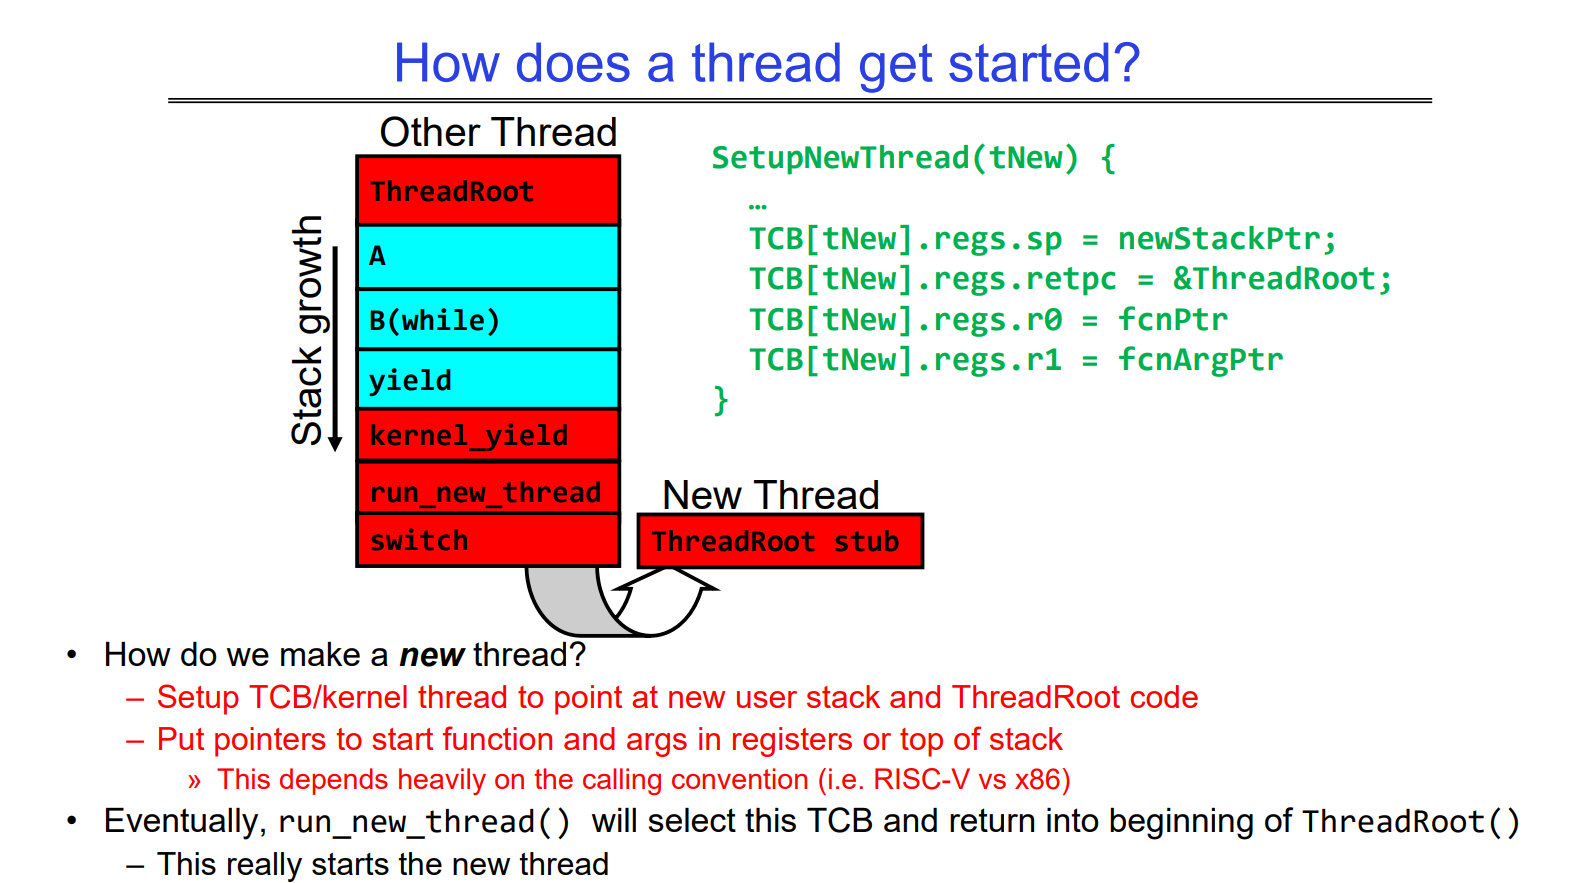 How does a thread get started?
Other Thread
ThreadRoot
A
B(while)
yield
kernel_yield
run_new_thread
switch
Stack growth
SetupNewThread(tNew) {
…
TCB[tNew].regs.sp = newStackPtr;
TCB[tNew].regs.retpc = &ThreadRoot;
TCB[tNew].regs.r0 = fcnPtr
TCB[tNew].regs.r1 = fcnArgPtr
}
New Thread
ThreadRoot stub
• How do we make a new thread?
– Setup TCB/kernel thread to point at new user stack and ThreadRoot code
– Put pointers to start function and args in registers or top of stack
» This depends heavily on the calling convention (i.e. RISC-V vs x86)
• Eventually, run_new_thread() will select this TCB and return into beginning of ThreadRoot()
– This really starts the new thread